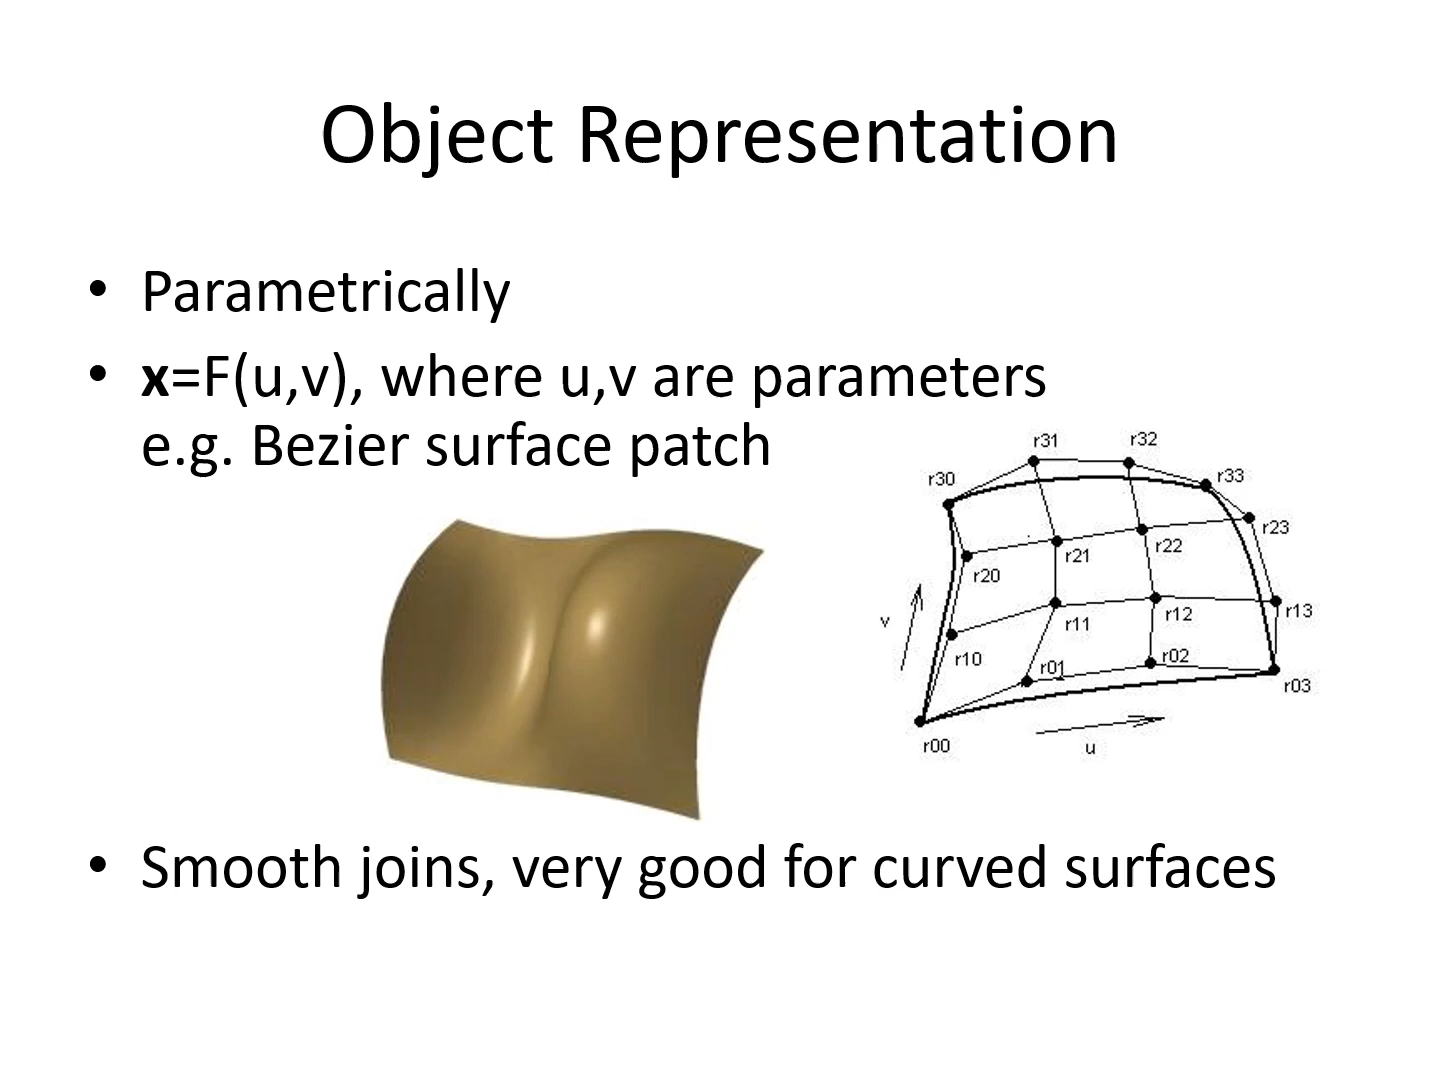 Object Representation
• Parametrically
• x=F(u,v), where u,v are parameters
e.g. Bezier surface patch
r31 r32
r30 r33
r23
r20 r21 r22
v
r10 r11 r12 r13
r01 r02
r03
r00 u
• Smooth joins, very good for curved surfaces